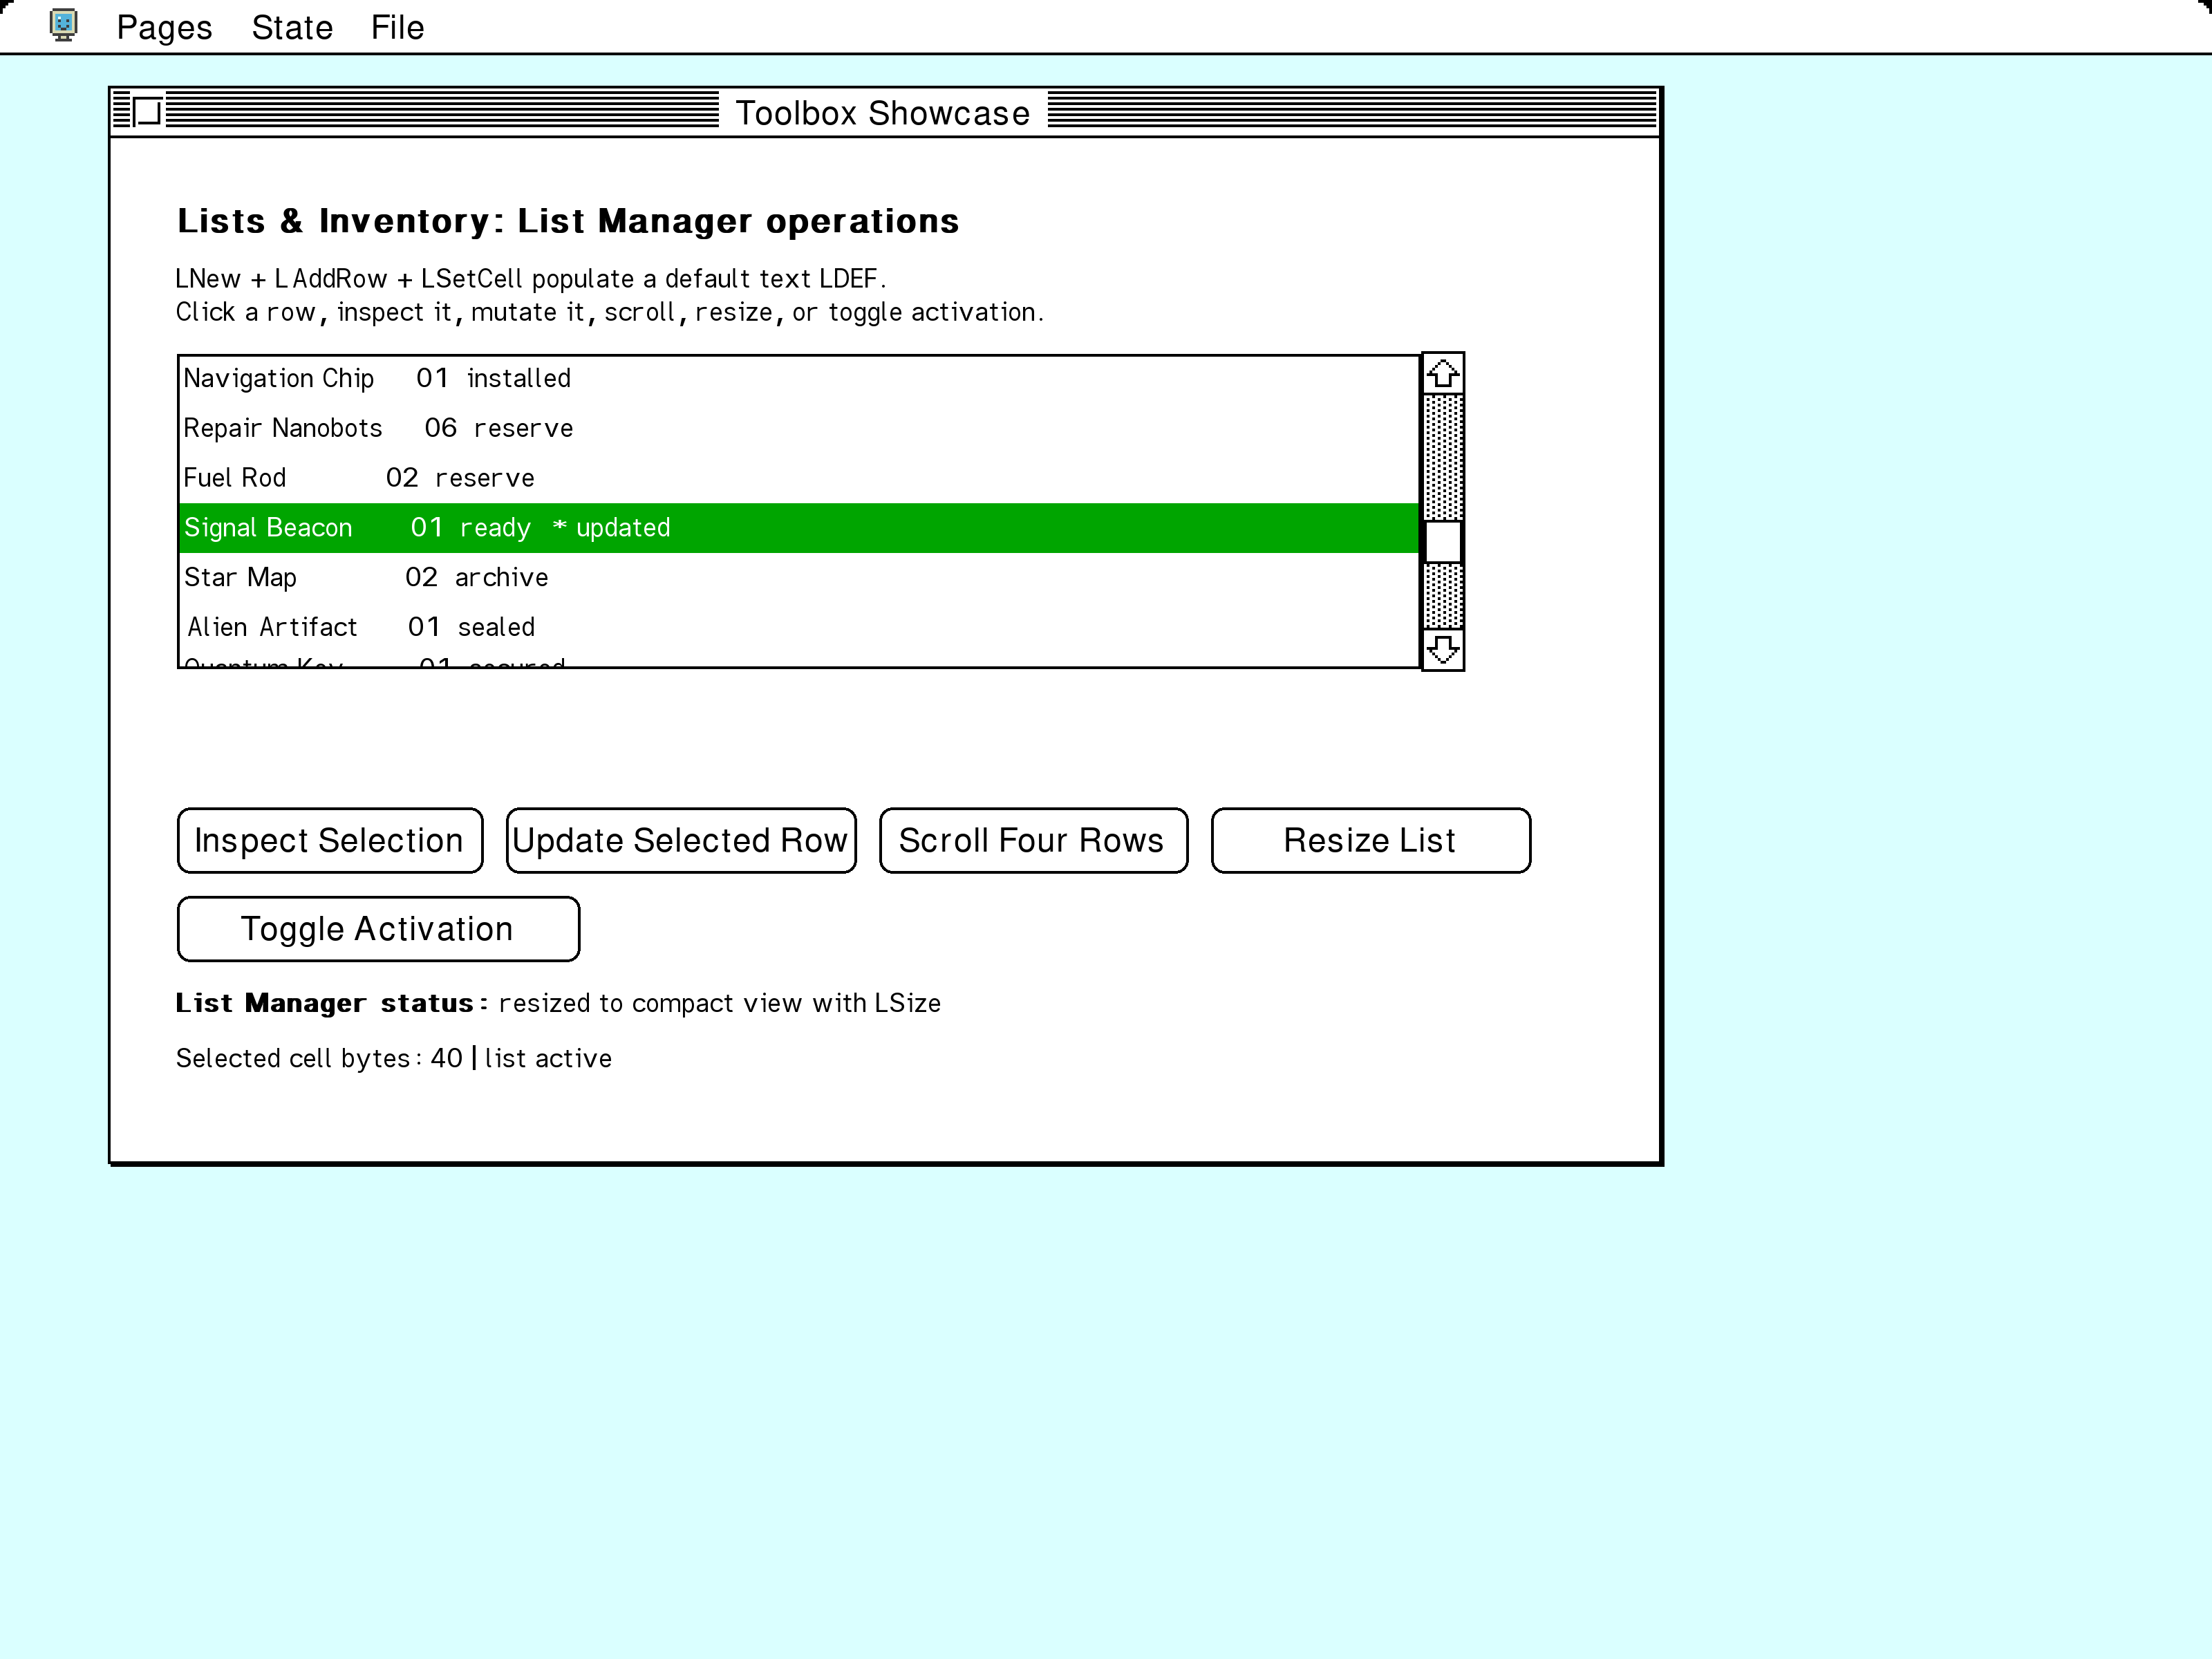 Pages State File
Toolbox Showcase
Lists & Inventory: List Manager operations
LNew + LAddRow + LSetCell populate a default text LDEF.
Click a row, inspect it, mutate it, scroll, resize, or toggle activation.
Navigation Chip 01 installed
Repair Nanobots 06 reserve
Fuel Rod 02 reserve
Signal Beacon 01 ready * updated
Star Map 02 archive
Alien Artifact 01 sealed
Quantum Key 01 secured
Inspect Selection Update Selected Row Scroll Four Rows Resize List
Toggle Activation
List Manager status: resized to compact view with LSize
Selected cell bytes: 40 | list active